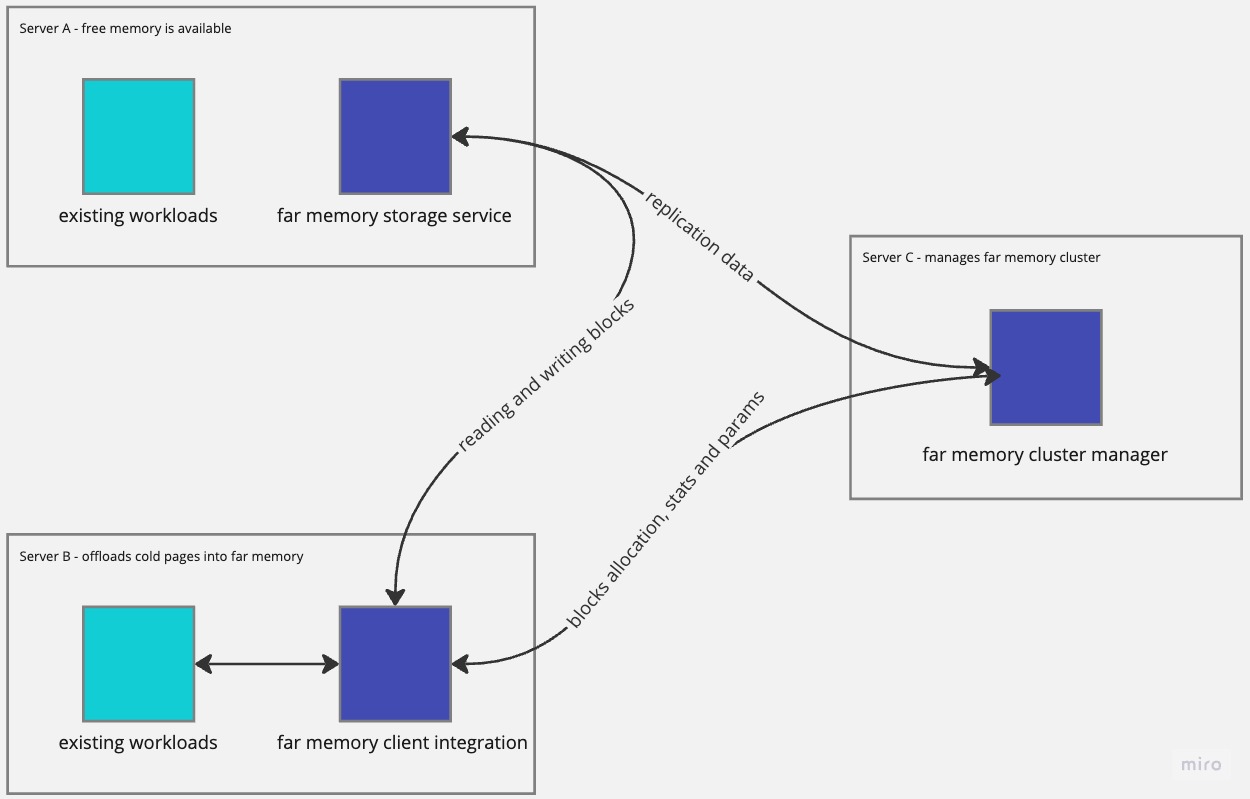 Server A - free memory is available
existing workloads
far memory storage service
replication data
Server C - manages far memory cluster
far memory cluster manager
reading and writing blocks
blocks allocation, stats and params
Server B - offloads cold pages into far memory
existing workloads
far memory client integration
miro